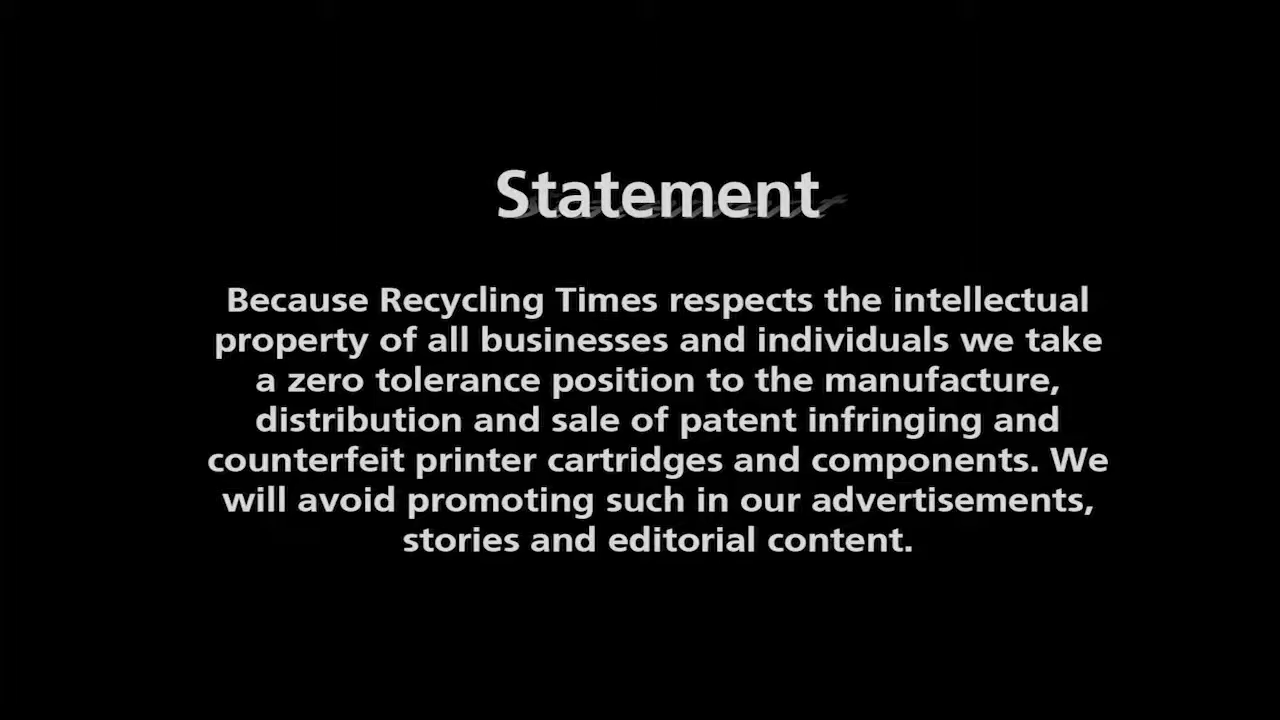 Statement
Because Recycling Times respects the intellectual
property of all businesses and individuals we take
a zero tolerance position to the manufacture,
distribution and sale of patent infringing and
counterfeit printer cartridges and components. We
will avoid promoting such in our advertisements,
stories and editorial content.